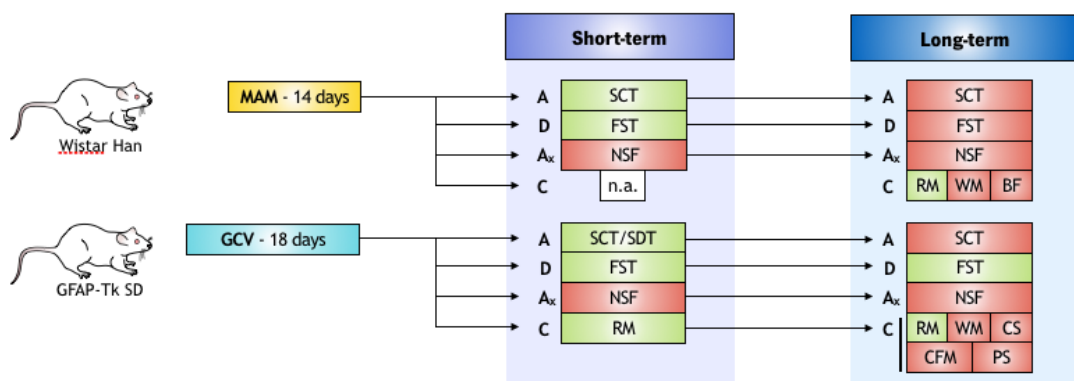 Short-term
Long-term
MAM - 14 days
Wistar Han
A SCT
D FST
Ax NSF
C n.a.
A SCT
D FST
Ax NSF
C RM WM BF
GCV - 18 days
GFAP-Tk SD
A SCT/SDT
D FST
Ax NSF
C RM
A SCT
D FST
Ax NSF
C RM WM CS
CFM PS